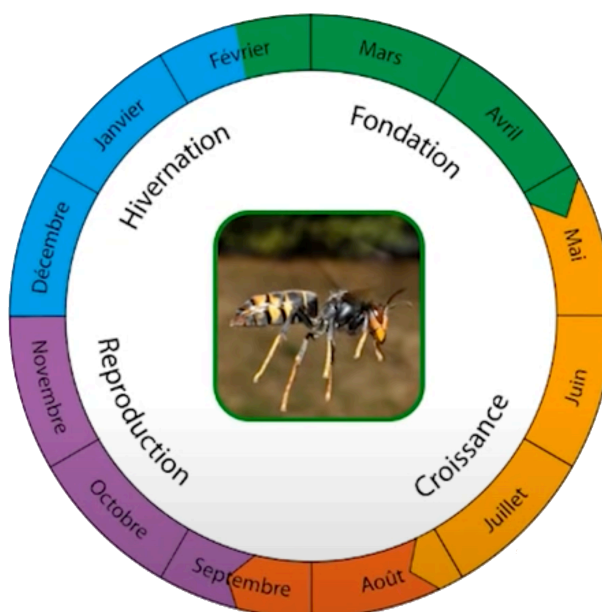 Janvier
Février
Mars
Avril
Mai
Juin
Juillet
Août
Septembre
Octobre
Novembre
Décembre
Hivernation
Fondation
Croissance
Reproduction